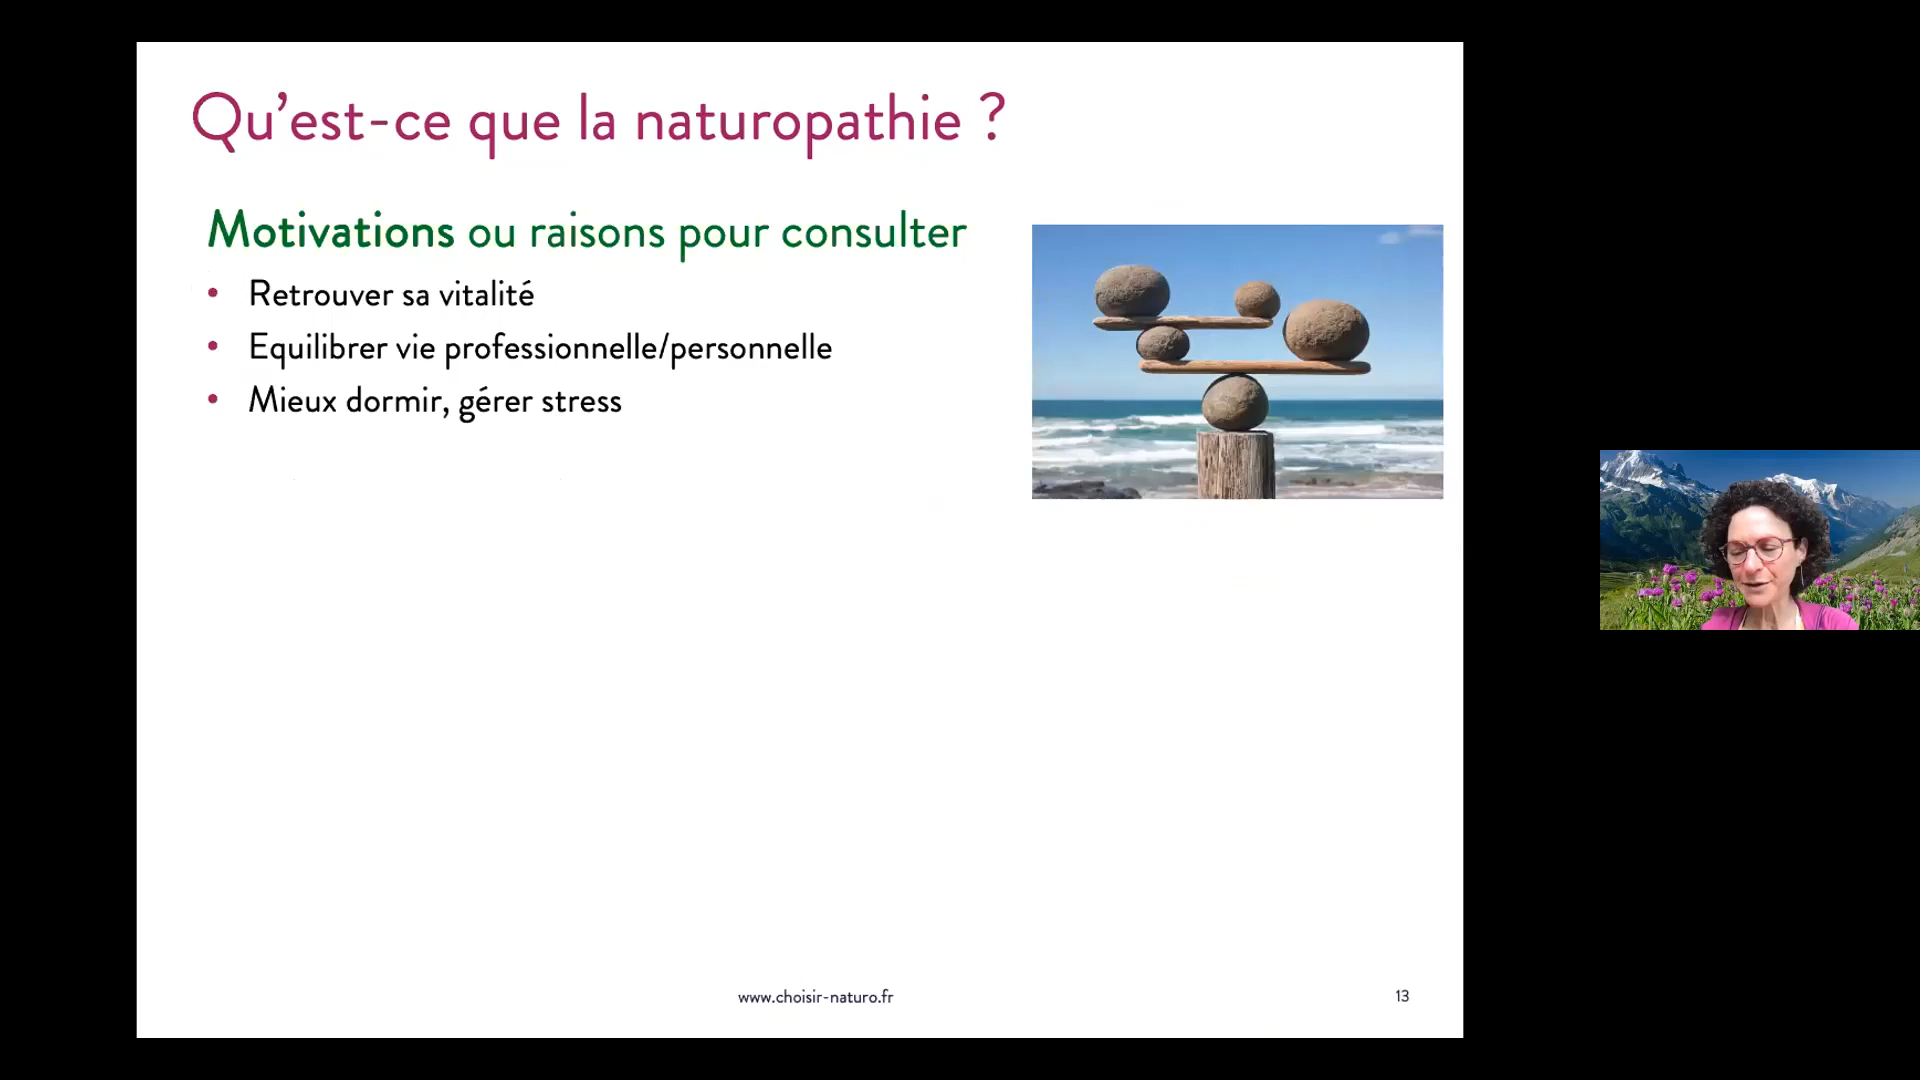 Qu’est-ce que la naturopathie ?
Motivations ou raisons pour consulter
• Retrouver sa vitalité
• Equilibrer vie professionnelle/personnelle
• Mieux dormir, gérer stress
www.choisir-naturo.fr
13